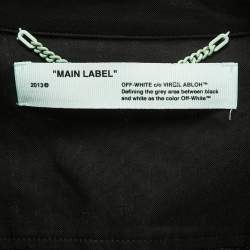 "MAIN LABEL"
2013© OFF-WHITE c/o VIRGIL ABLOH™
Defining the grey area between black
and white as the color Off-White™